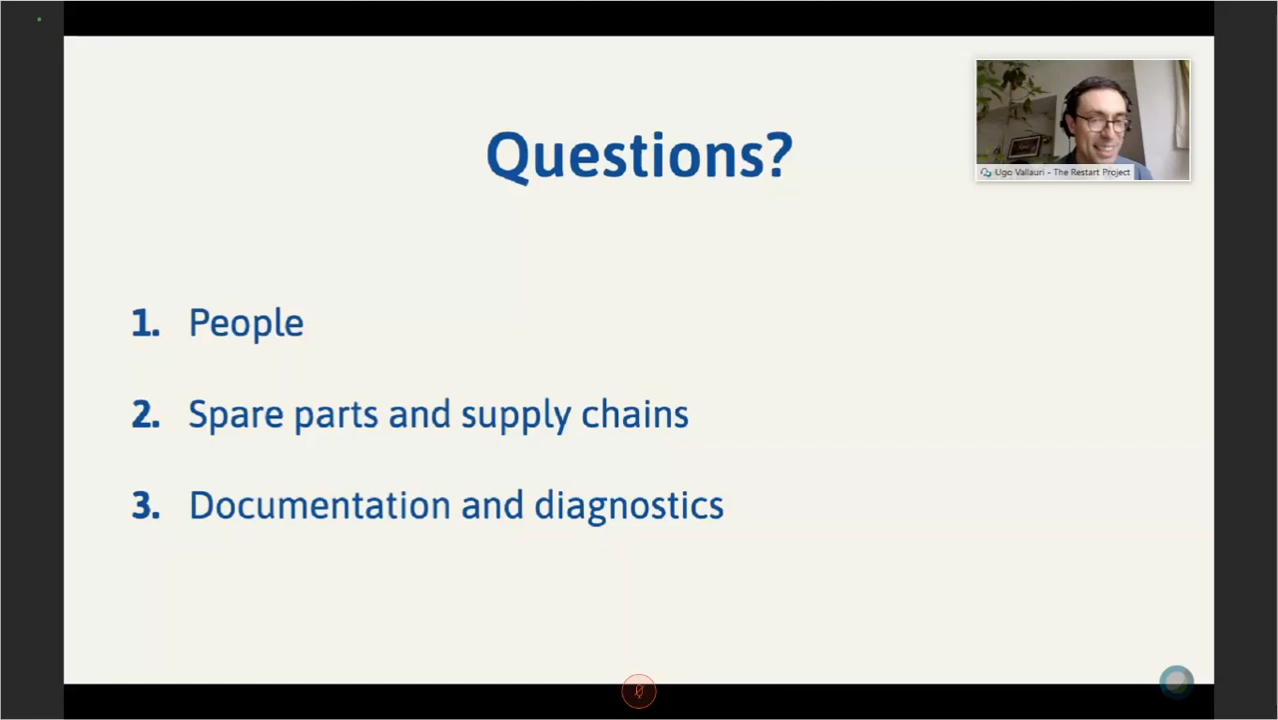 Questions?
Ugo Vallauri - The Restart Project
1. People
2. Spare parts and supply chains
3. Documentation and diagnostics